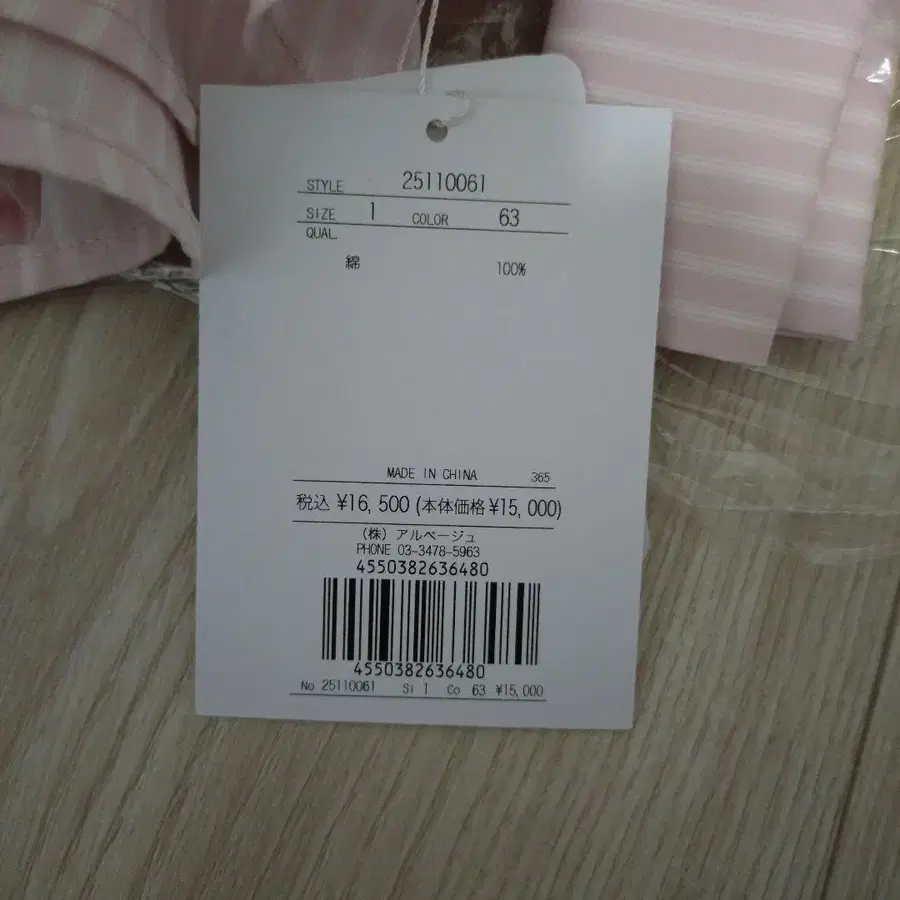 STYLE 25110061
SIZE 1 COLOR 63
QUAL.
綿 100%
MADE IN CHINA 365
税込 ¥16,500 (本体価格¥15,000)
(株) アルページュ
PHONE 03-3478-5963
4550382636480
4550382636480
No 25110061 Si 1 Co 63 ¥15,000